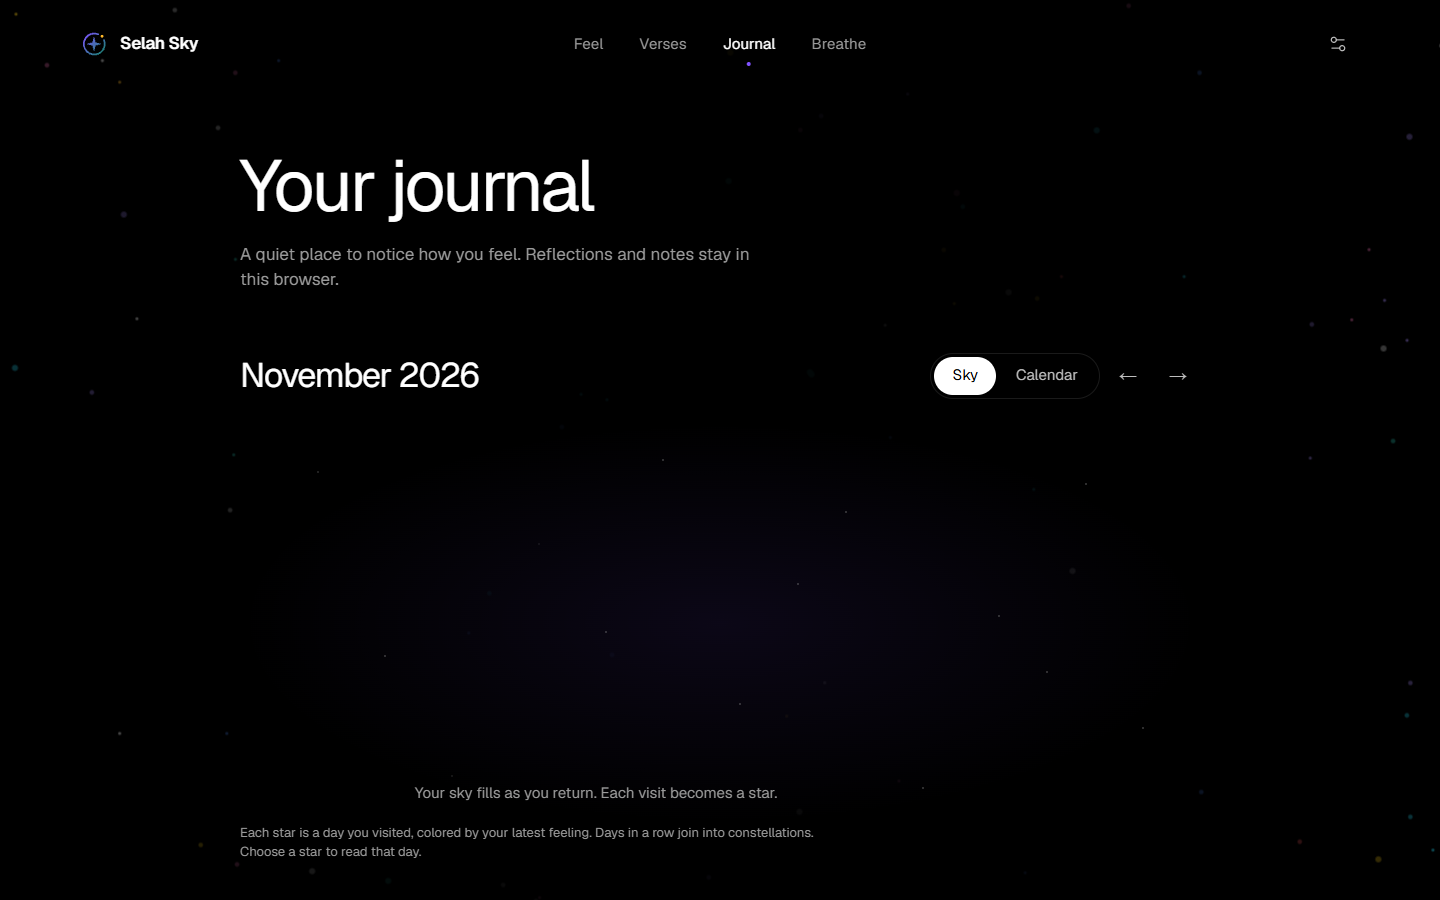 Selah Sky
Feel
Verses
Journal
Breathe
Your journal
A quiet place to notice how you feel. Reflections and notes stay in
this browser.
November 2026
Sky
Calendar
← →
Your sky fills as you return. Each visit becomes a star.
Each star is a day you visited, colored by your latest feeling. Days in a row join into constellations.
Choose a star to read that day.